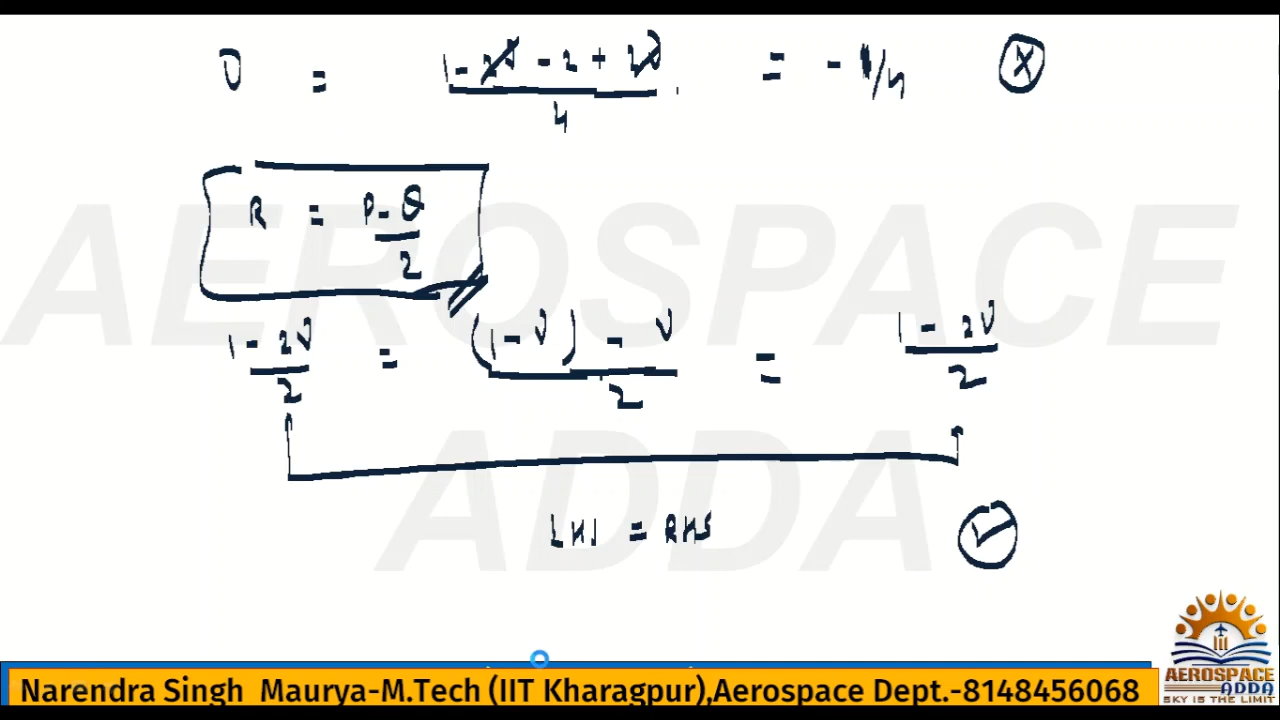 ν = (1 - 2ν - 2 + 2ν)/4 = - 1/4 ⊗
R = (P - Q)/2
(1 - 2ν)/2 = ((1 - ν) - ν)/2 = (1 - 2ν)/2
LHS = RHS ✓
AEROSPACE
ADDA
Narendra Singh Maurya-M.Tech (IIT Kharagpur),Aerospace Dept.-8148456068
AEROSPACE
ADDA
SKY IS THE LIMIT